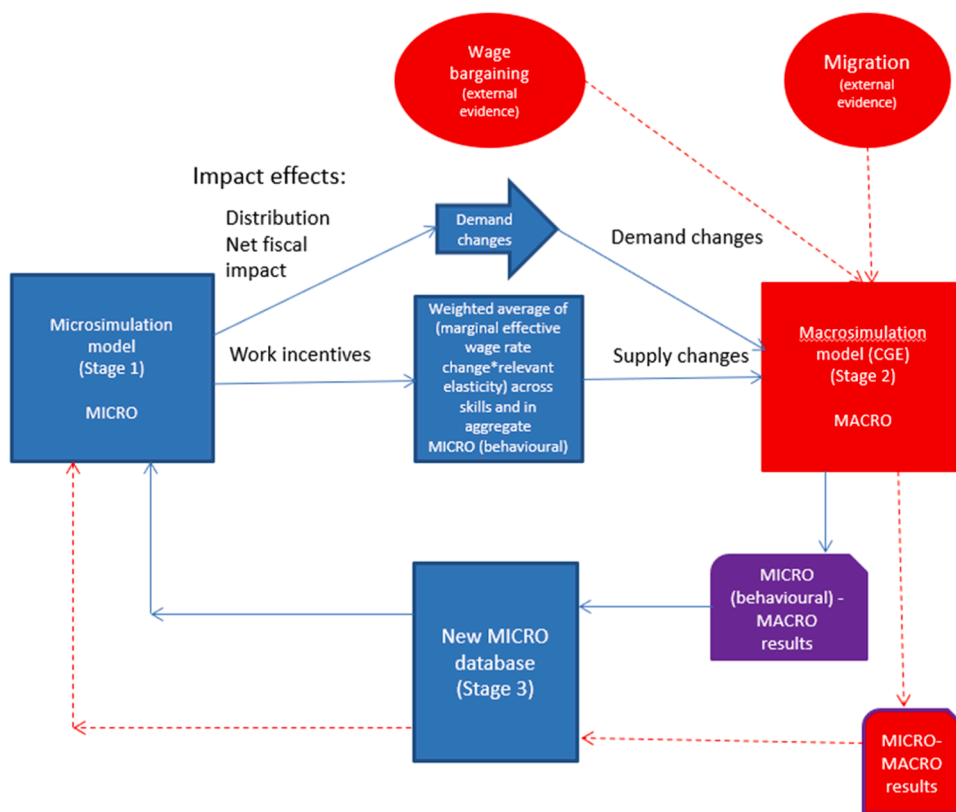 Wage
bargaining
(external
evidence)
Migration
(external
evidence)
Impact effects:
Distribution
Net fiscal
impact
Demand
changes
Demand changes
Microsimulation
model
(Stage 1)
MICRO
Work incentives
Weighted average of
(marginal effective
wage rate
change*relevant
elasticity) across
skills and in
aggregate
MICRO (behavioural)
Supply changes
Macrosimulation
model (CGE)
(Stage 2)
MACRO
New MICRO
database
(Stage 3)
MICRO
(behavioural) -
MACRO
results
MICRO-
MACRO
results